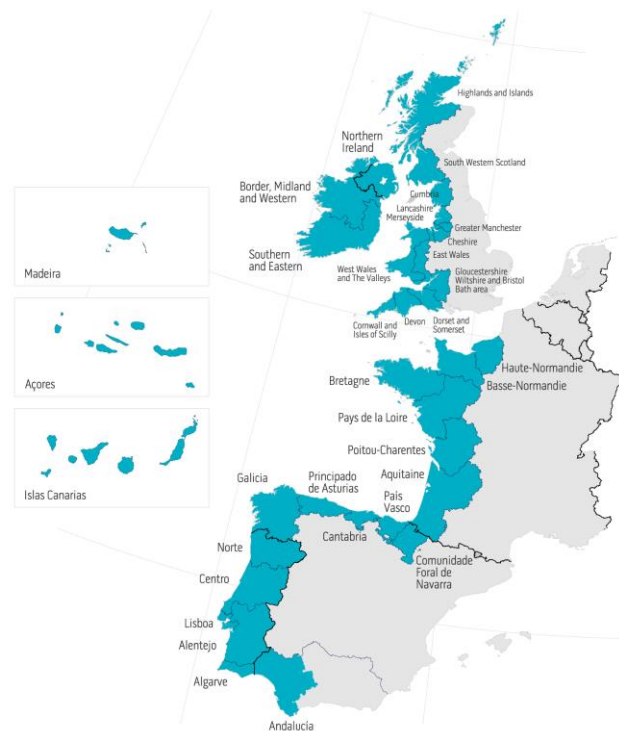 Highlands and Islands
Northern
Ireland
South Western Scotland
Border, Midland
and Western
Cumbria
Lancashire
Merseyside
Greater Manchester
Cheshire
East Wales
Southern
and Eastern
West Wales
and The Valleys
Gloucestershire
Wiltshire and Bristol
Bath area
Cornwall and
Isles of Scilly
Devon
Dorset and
Somerset
Madeira
Açores
Islas Canarias
Haute-Normandie
Basse-Normandie
Bretagne
Pays de la Loire
Poitou-Charentes
Aquitaine
País
Vasco
Principado
de Asturias
Galicia
Cantabria
Comunidade
Foral de
Navarra
Norte
Centro
Lisboa
Alentejo
Algarve
Andalucía